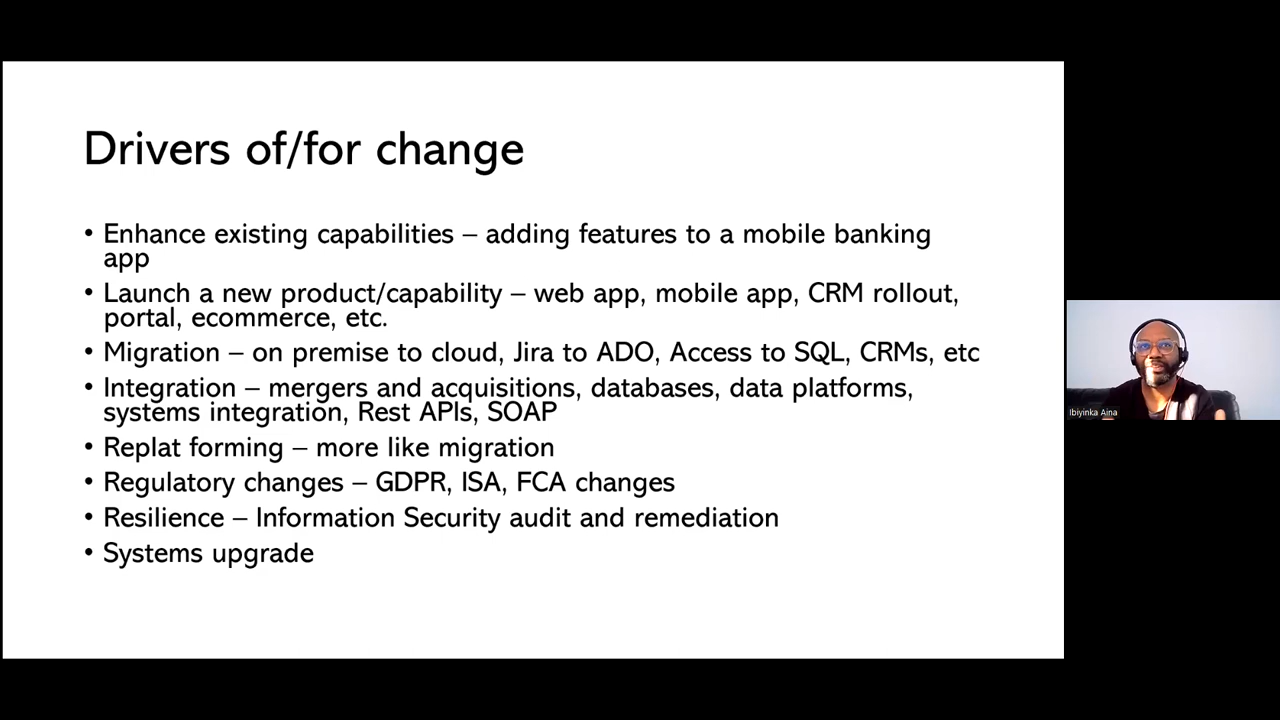 Drivers of/for change
• Enhance existing capabilities – adding features to a mobile banking
app
• Launch a new product/capability – web app, mobile app, CRM rollout,
portal, ecommerce, etc.
• Migration – on premise to cloud, Jira to ADO, Access to SQL, CRMs, etc
• Integration – mergers and acquisitions, databases, data platforms,
systems integration, Rest APIs, SOAP
• Replat forming – more like migration
• Regulatory changes – GDPR, ISA, FCA changes
• Resilience – Information Security audit and remediation
• Systems upgrade
Ibiyinka Aina